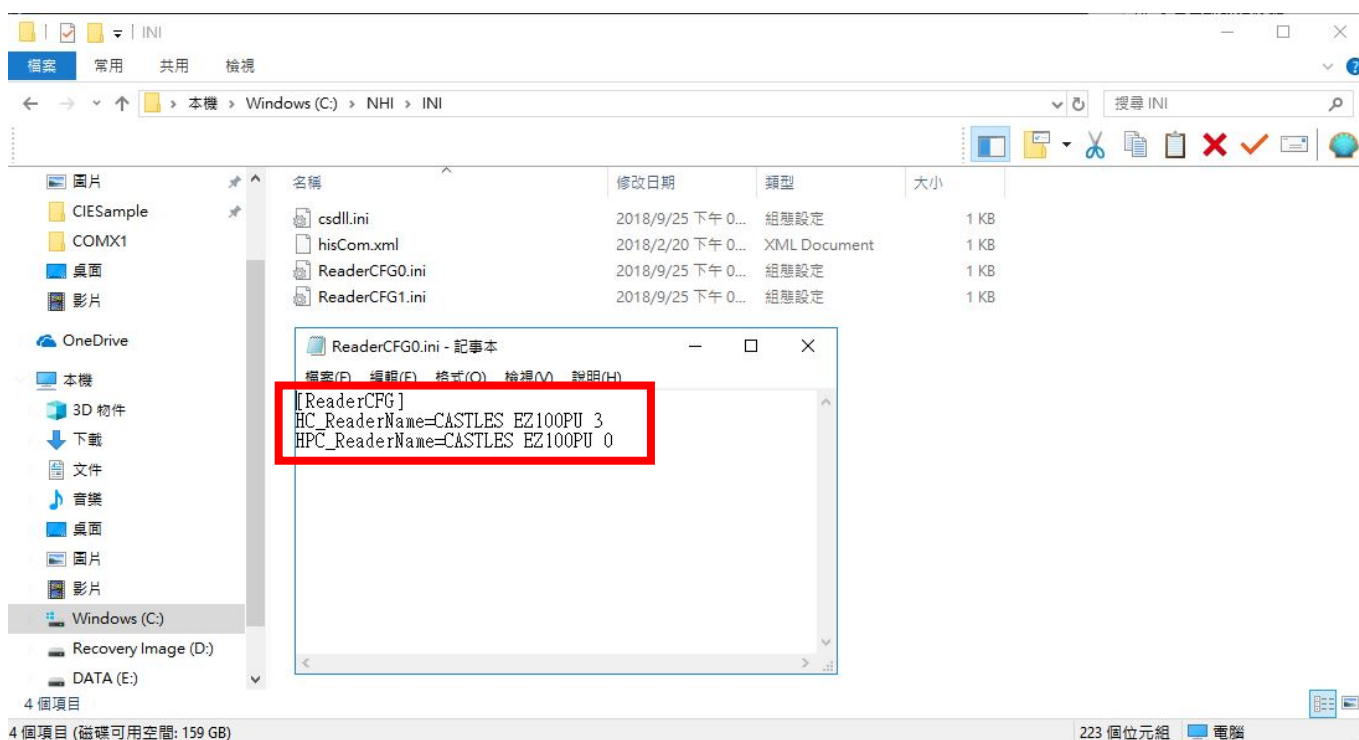 INI
檔案 常用 共用 檢視
本機 › Windows (C:) › NHI › INI
搜尋 INI
名稱 修改日期 類型 大小
csdll.ini 2018/9/25 下午 0... 組態設定 1 KB
hisCom.xml 2018/2/20 下午 0... XML Document 1 KB
ReaderCFG0.ini 2018/9/25 下午 0... 組態設定 1 KB
ReaderCFG1.ini 2018/9/25 下午 0... 組態設定 1 KB
圖片
CIESample
COMX1
桌面
影片
OneDrive
本機
3D 物件
下載
文件
音樂
桌面
圖片
影片
Windows (C:)
Recovery Image (D:)
DATA (E:)
ReaderCFG0.ini - 記事本
檔案(F) 編輯(E) 格式(O) 檢視(V) 說明(H)
[ReaderCFG]
HC_ReaderName=CASTLES EZ100PU 3
HPC_ReaderName=CASTLES EZ100PU 0
4 個項目
4 個項目 (磁碟可用空間: 159 GB)
223 個位元組
電腦